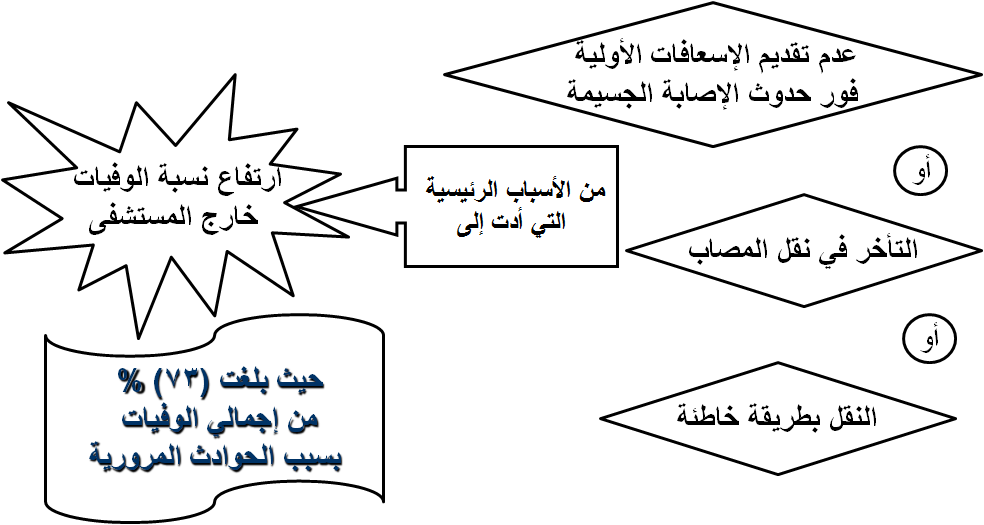 عدم تقديم الإسعافات الأولية
فور حدوث الإصابة الجسيمة
أو
التأخر في نقل المصاب
أو
النقل بطريقة خاطئة
من الأسباب الرئيسية
التي أدت إلى
ارتفاع نسبة الوفيات
خارج المستشفى
حيث بلغت (٧٣) %
من إجمالي الوفيات
بسبب الحوادث المرورية